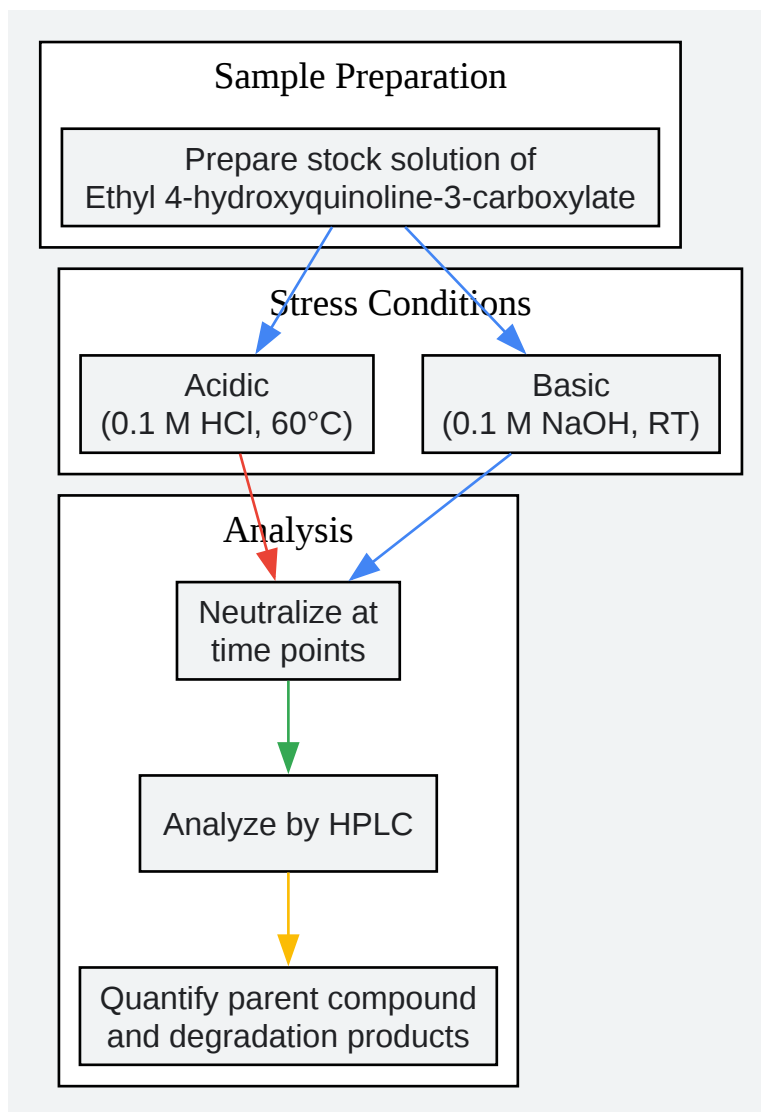 Sample Preparation
Prepare stock solution of
Ethyl 4-hydroxyquinoline-3-carboxylate
Stress Conditions
Acidic
(0.1 M HCl, 60°C)
Basic
(0.1 M NaOH, RT)
Analysis
Neutralize at
time points
Analyze by HPLC
Quantify parent compound
and degradation products